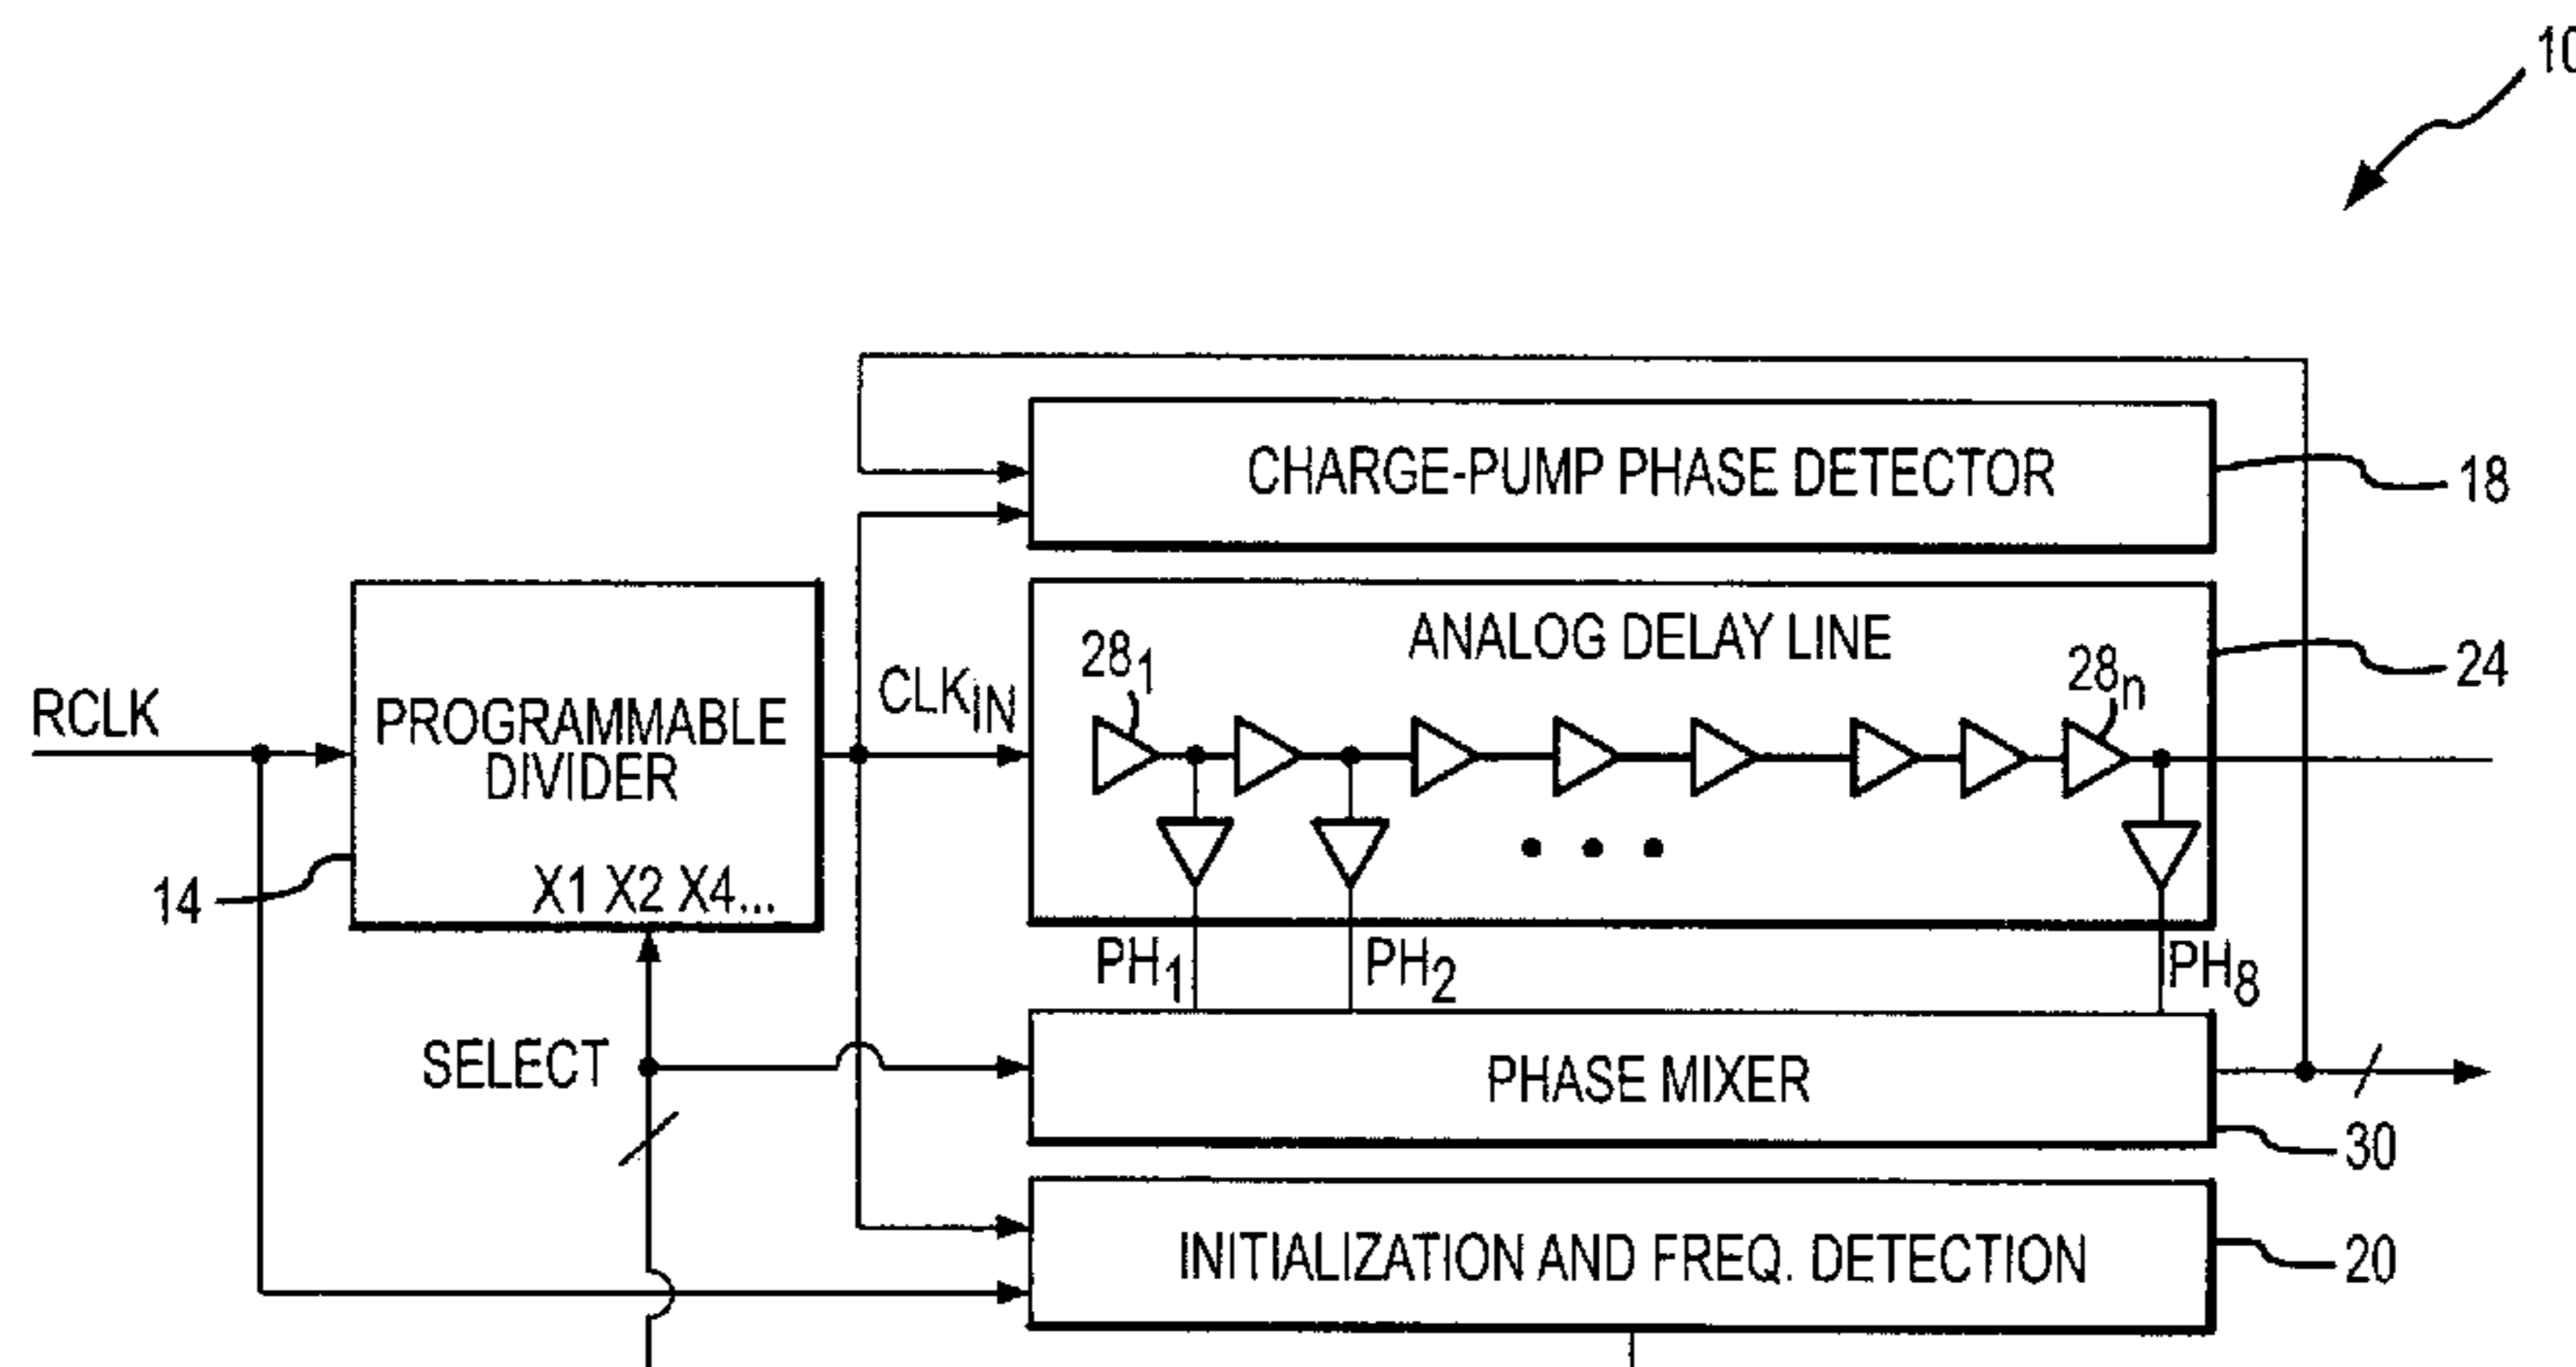 10
CHARGE-PUMP PHASE DETECTOR
18
ANALOG DELAY LINE
28₁
28ₙ
24
RCLK
PROGRAMMABLE
DIVIDER
CLK_IN
X1 X2 X4...
14
PH₁
PH₂
PH₈
SELECT
PHASE MIXER
30
INITIALIZATION AND FREQ. DETECTION
20